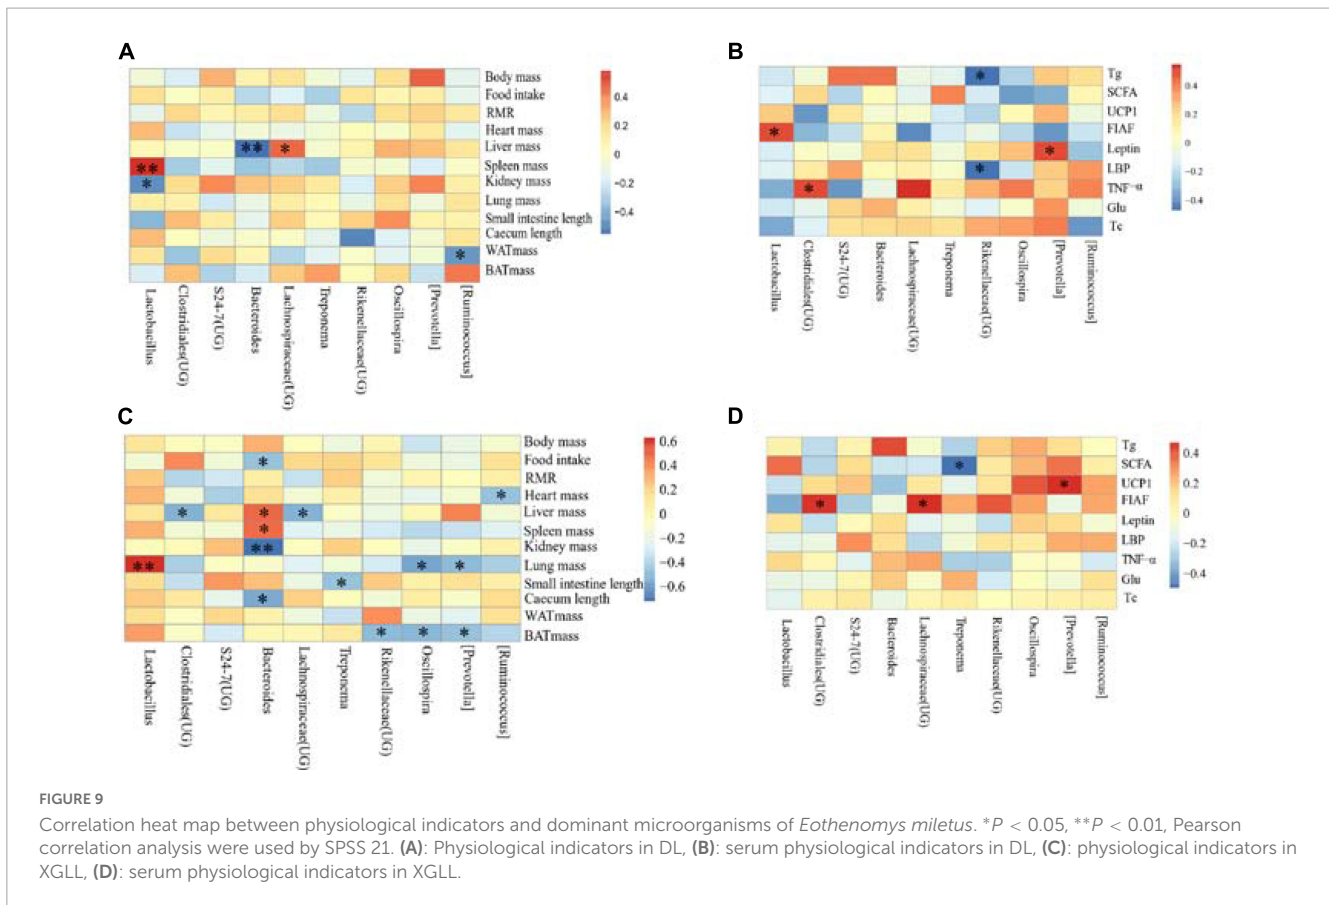 A
Body mass
Food intake
RMR
Heart mass
Liver mass
Spleen mass
Kidney mass
Lung mass
Small intestine length
Caecum length
WATmass
BATmass
** * ** * *
0.4
0.2
0
−0.2
−0.4
Lactobacillus
Clostridiales(UG)
S24-7(UG)
Bacteroides
Lachnospiraceae(UG)
Treponema
Rikenellaceae(UG)
Oscillospira
[Prevotella]
[Ruminococcus]
B
Tg
SCFA
UCP1
FIAF
Leptin
LBP
TNF-α
Glu
Tc
* * * * *
0.4
0.2
0
−0.2
−0.4
Lactobacillus
Clostridiales(UG)
S24-7(UG)
Bacteroides
Lachnospiraceae(UG)
Treponema
Rikenellaceae(UG)
Oscillospira
[Prevotella]
[Ruminococcus]
C
Body mass
Food intake
RMR
Heart mass
Liver mass
Spleen mass
Kidney mass
Lung mass
Small intestine length
Caecum length
WATmass
BATmass
* * * * * * ** ** * * * * * * *
0.6
0.4
0.2
0
−0.2
−0.4
−0.6
Lactobacillus
Clostridiales(UG)
S24-7(UG)
Bacteroides
Lachnospiraceae(UG)
Treponema
Rikenellaceae(UG)
Oscillospira
[Prevotella]
[Ruminococcus]
D
Tg
SCFA
UCP1
FIAF
Leptin
LBP
TNF-α
Glu
Tc
* * * *
0.4
0.2
0
−0.2
−0.4
Lactobacillus
Clostridiales(UG)
S24-7(UG)
Bacteroides
Lachnospiraceae(UG)
Treponema
Rikenellaceae(UG)
Oscillospira
[Prevotella]
[Ruminococcus]
FIGURE 9
Correlation heat map between physiological indicators and dominant microorganisms of Eothenomys miletus. *P < 0.05, **P < 0.01, Pearson
correlation analysis were used by SPSS 21. (A): Physiological indicators in DL, (B): serum physiological indicators in DL, (C): physiological indicators in
XGLL, (D): serum physiological indicators in XGLL.